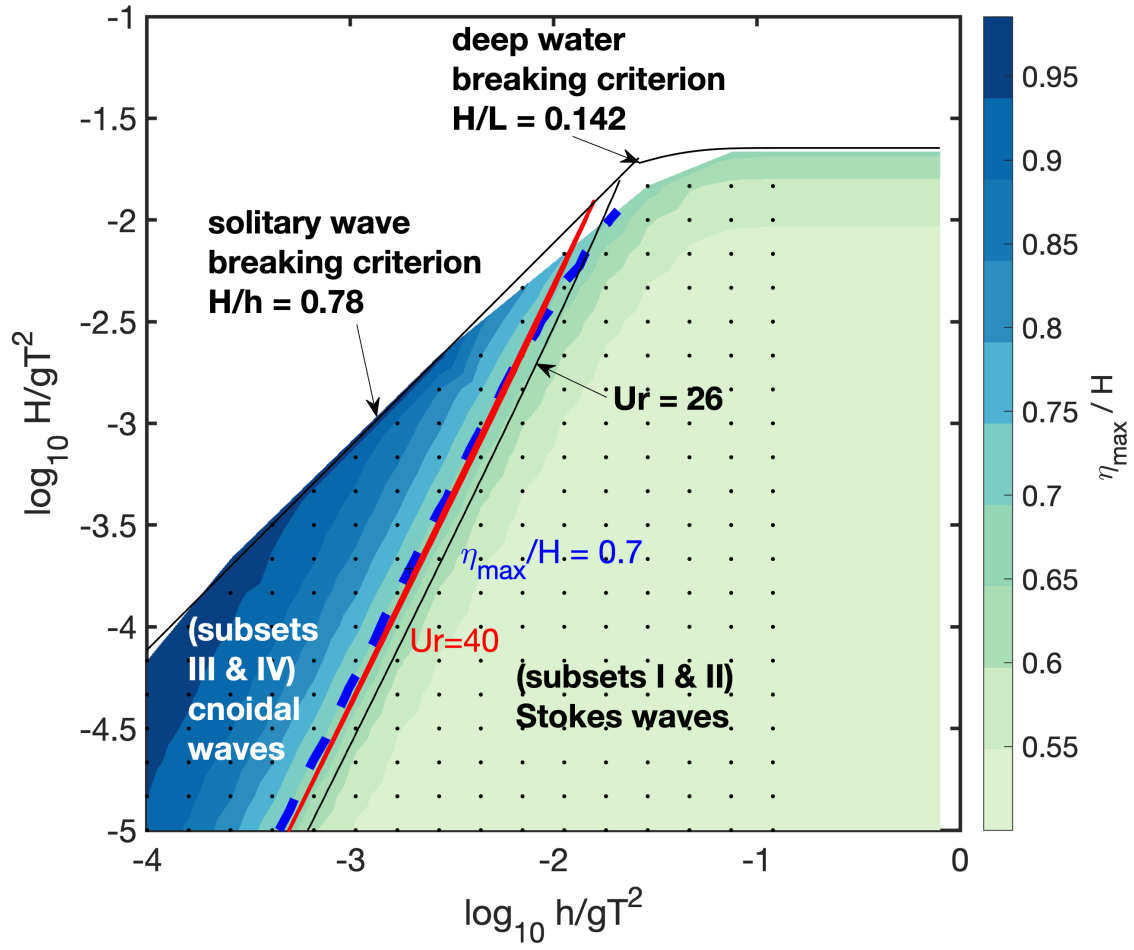 deep water
breaking criterion
H/L = 0.142
solitary wave
breaking criterion
H/h = 0.78
Ur = 26
η_max/H = 0.7
Ur=40
(subsets
III & IV)
cnoidal
waves
(subsets I & II)
Stokes waves
-1
-1.5
-2
-2.5
-3
-3.5
-4
-4.5
-5
log₁₀ H/gT²
-4
-3
-2
-1
0
log₁₀ h/gT²
0.95
0.9
0.85
0.8
0.75
0.7
0.65
0.6
0.55
η_max / H